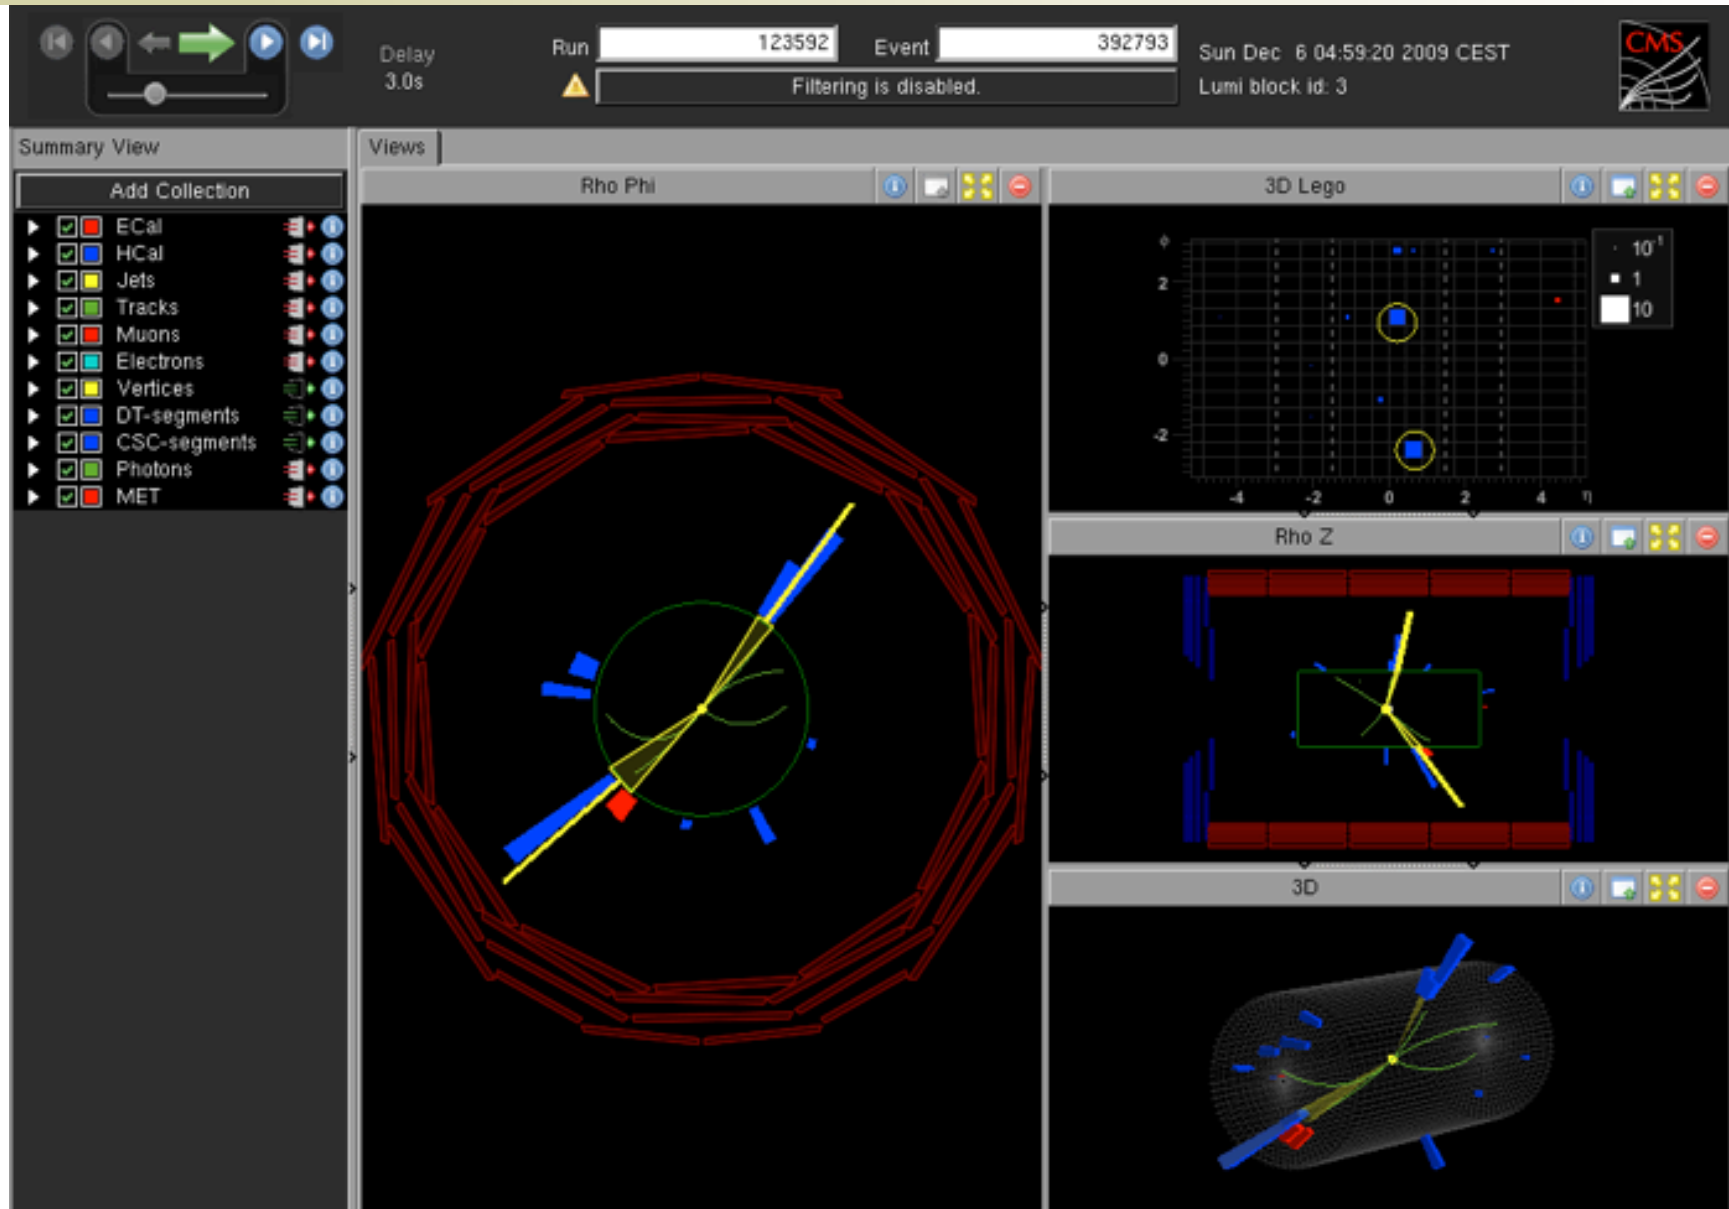 Delay
3.0s
Run 123592 Event 392793
Filtering is disabled.
Sun Dec 6 04:59:20 2009 CEST
Lumi block id: 3
CMS
Summary View
Add Collection
ECal
HCal
Jets
Tracks
Muons
Electrons
Vertices
DT-segments
CSC-segments
Photons
MET
Views
Rho Phi
3D Lego
ϕ
2
0
-2
-4 -2 0 2 4 η
10⁻¹
1
10
Rho Z
3D